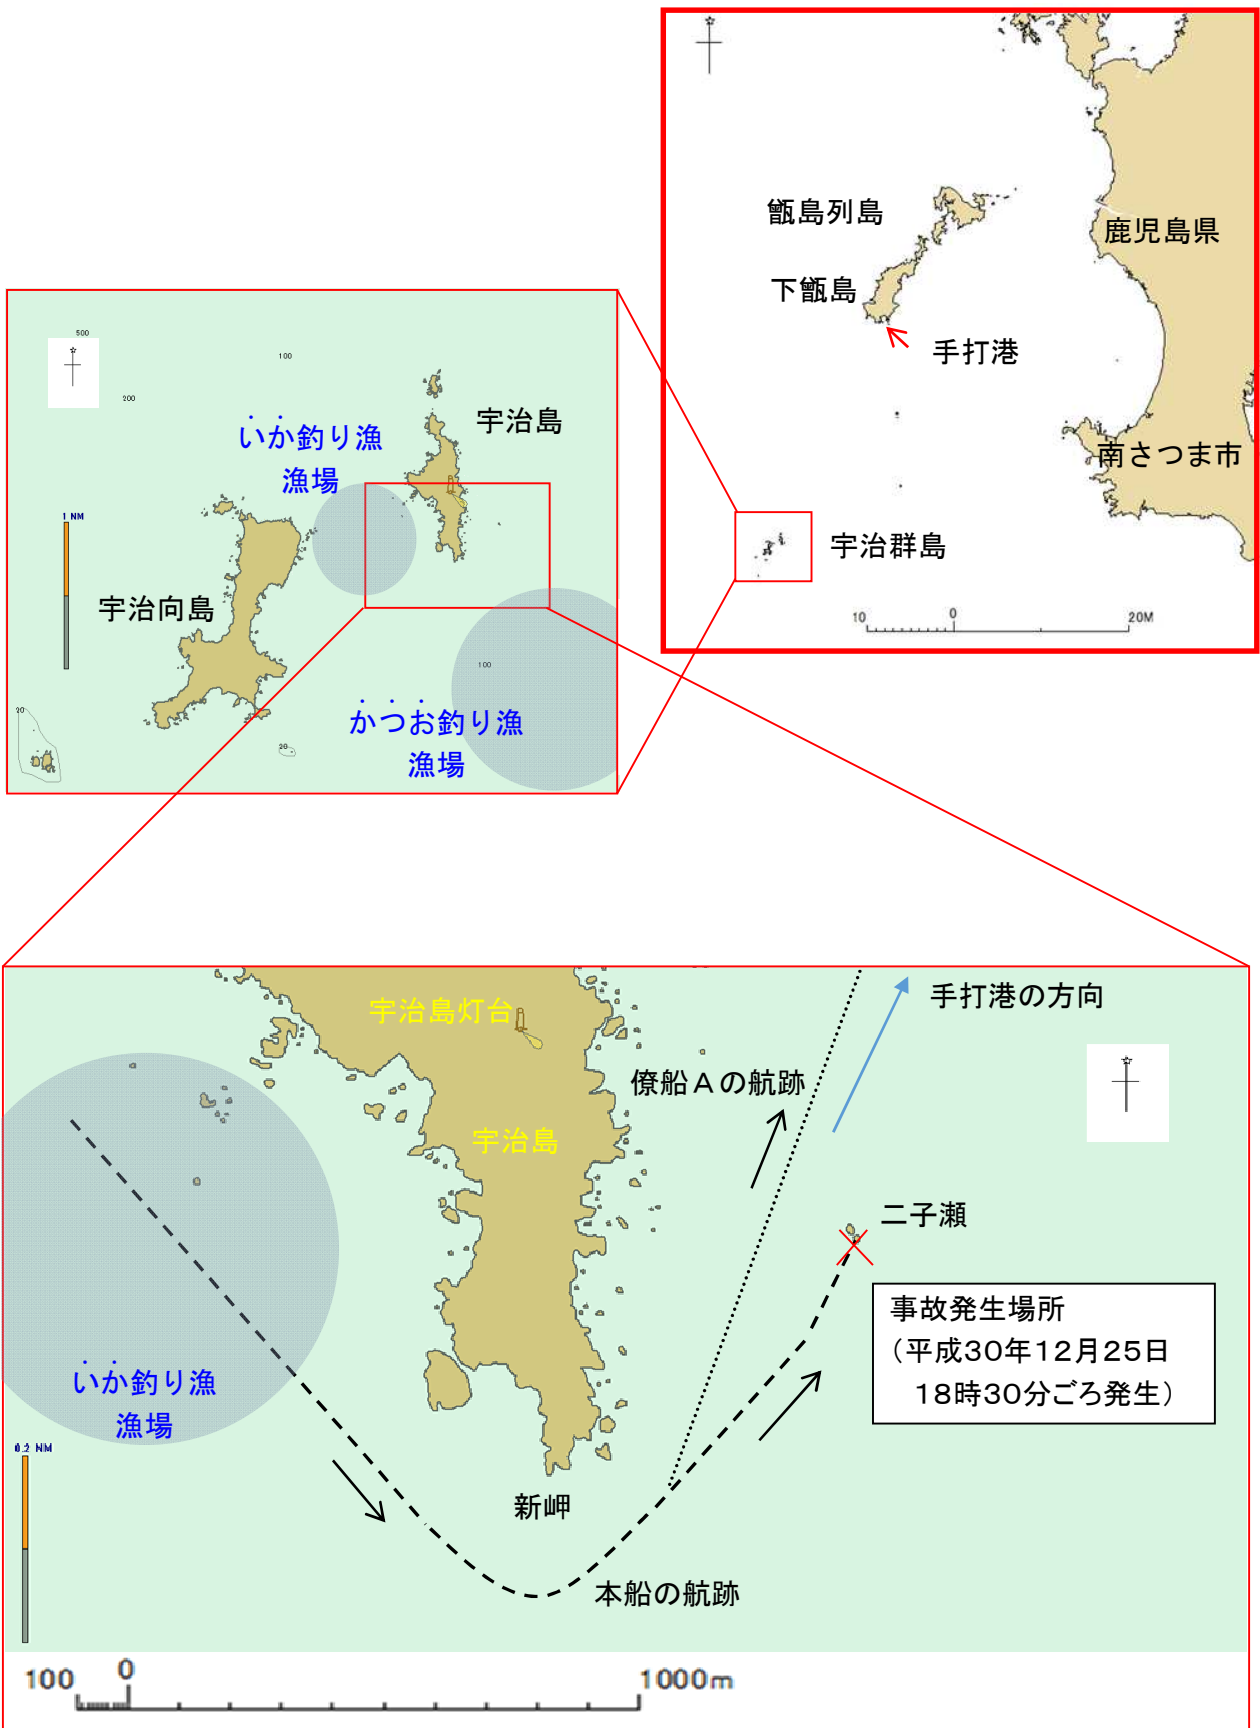 甑島列島
鹿児島県
下甑島
手打港
南さつま市
宇治群島
10 0 20M
500
100
200
いか釣り漁
漁場
宇治島
1 NM
宇治向島
100
かつお釣り漁
漁場
20
20
宇治島灯台
手打港の方向
僚船Aの航跡
宇治島
二子瀬
事故発生場所
(平成30年12月25日
18時30分ごろ発生)
いか釣り漁
漁場
0.2 NM
新岬
本船の航跡
100 0 1000m